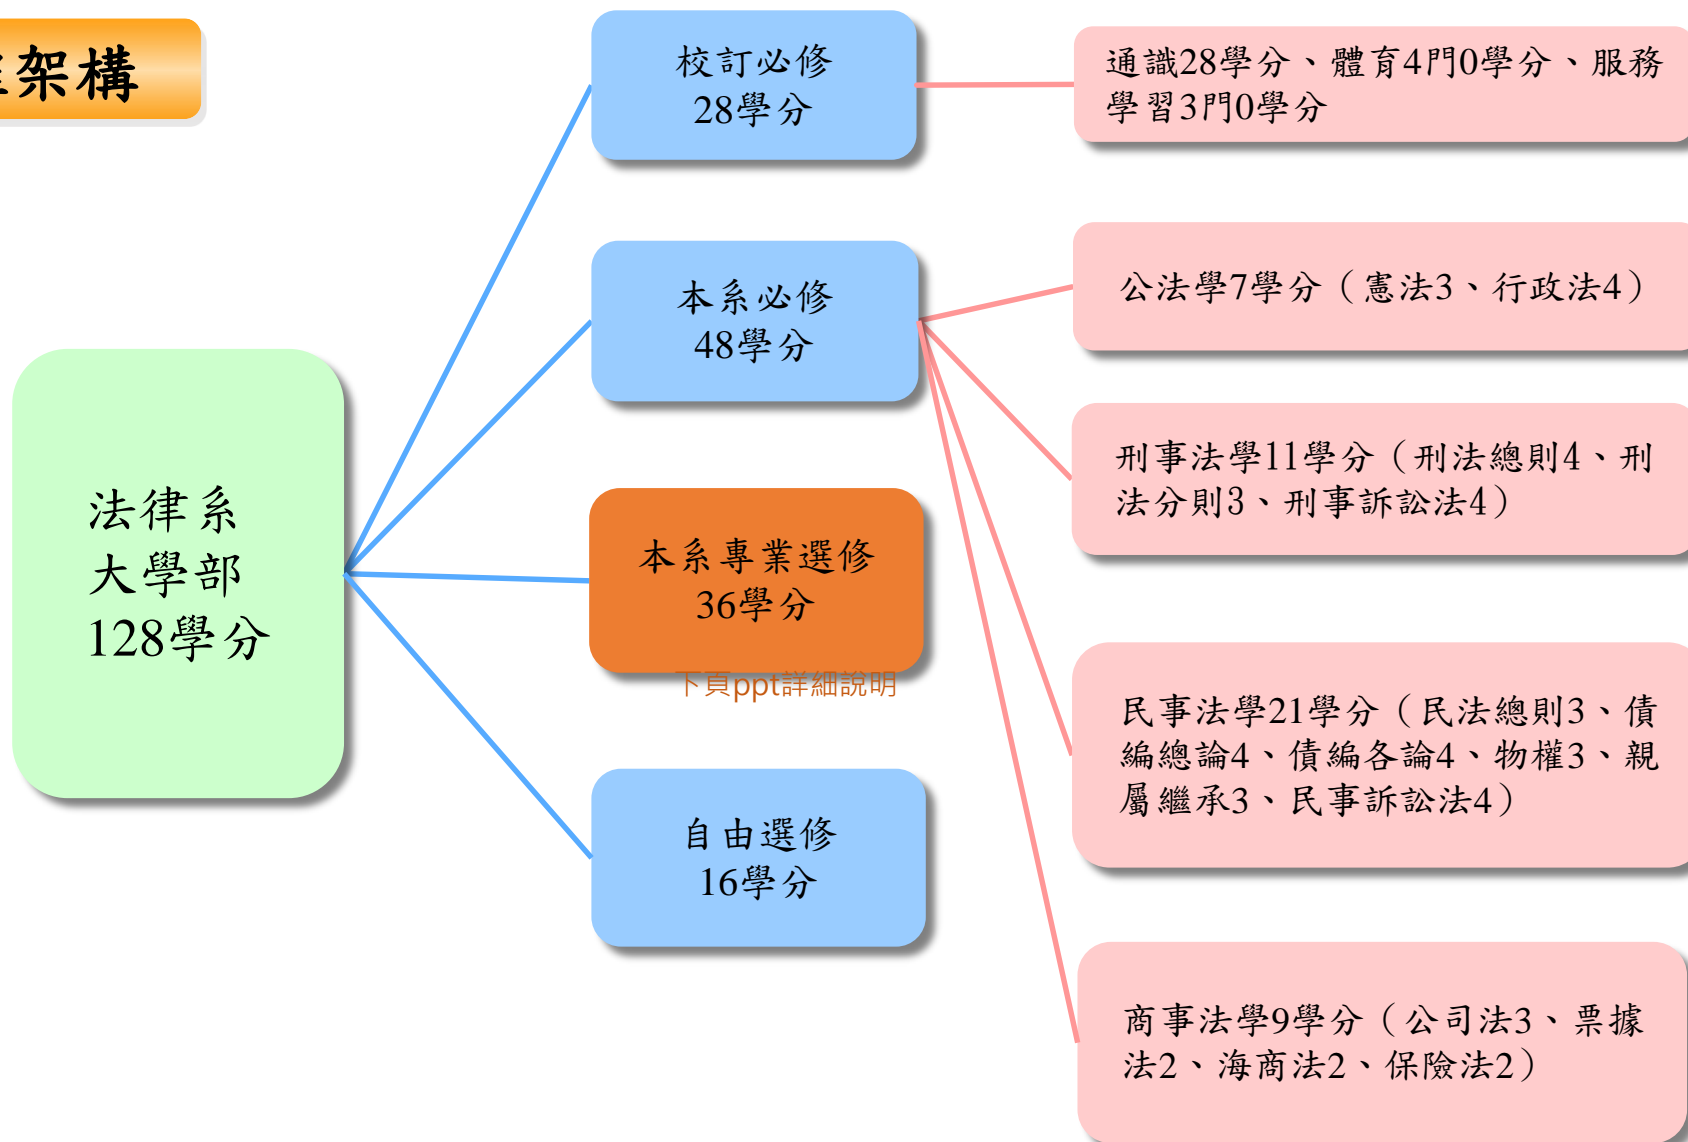 架構
校訂必修
28學分
通識28學分、體育4門0學分、服務
學習3門0學分
本系必修
48學分
公法學7學分（憲法3、行政法4）
刑事法學11學分（刑法總則4、刑
法分則3、刑事訴訟法4）
法律系
大學部
128學分
本系專業選修
36學分
下頁ppt詳細說明
民事法學21學分（民法總則3、債
編總論4、債編各論4、物權3、親
屬繼承3、民事訴訟法4）
自由選修
16學分
商事法學9學分（公司法3、票據
法2、海商法2、保險法2）